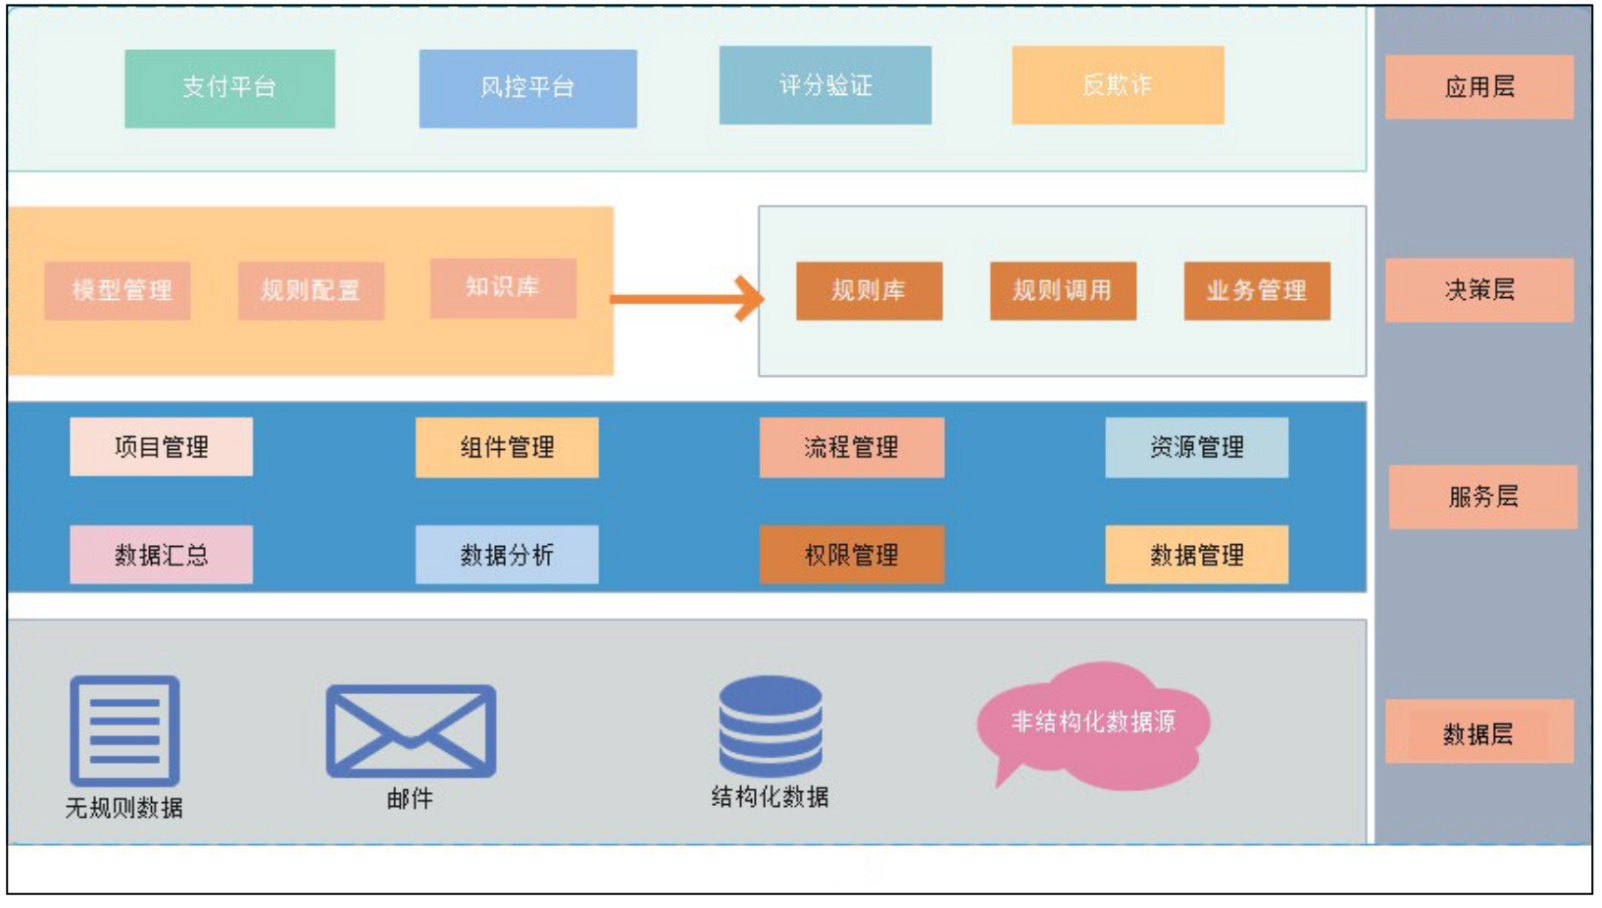 支付平台
风控平台
评分验证
反欺诈
应用层
模型管理
规则配置
知识库
规则库
规则调用
业务管理
决策层
项目管理
组件管理
流程管理
资源管理
服务层
数据汇总
数据分析
权限管理
数据管理
无规则数据
邮件
结构化数据
非结构化数据源
数据层